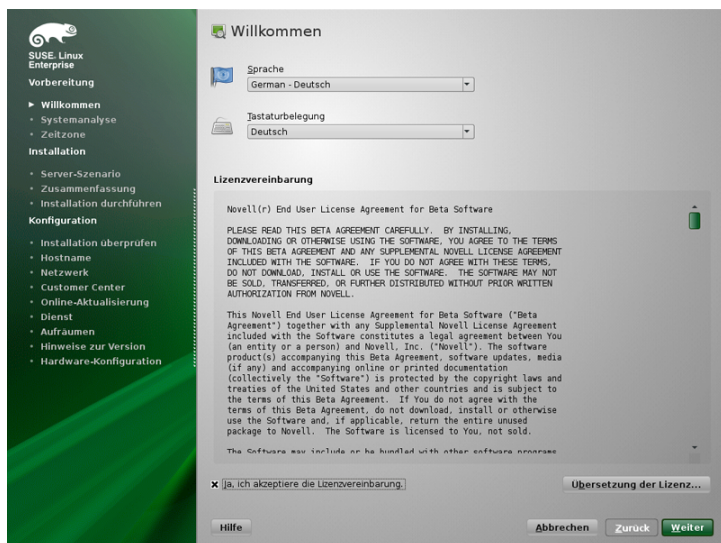 SUSE. Linux
Enterprise
Vorbereitung
Willkommen
Systemanalyse
Zeitzone
Installation
Server-Szenario
Zusammenfassung
Installation durchführen
Konfiguration
Installation überprüfen
Hostname
Netzwerk
Customer Center
Online-Aktualisierung
Dienst
Aufräumen
Hinweise zur Version
Hardware-Konfiguration
Willkommen
Sprache
German - Deutsch
Tastaturbelegung
Deutsch
Lizenzvereinbarung
Novell(r) End User License Agreement for Beta Software
PLEASE READ THIS BETA AGREEMENT CAREFULLY. BY INSTALLING,
DOWNLOADING OR OTHERWISE USING THE SOFTWARE, YOU AGREE TO THE TERMS
OF THIS BETA AGREEMENT AND ANY SUPPLEMENTAL NOVELL LICENSE AGREEMENT
INCLUDED WITH THE SOFTWARE. IF YOU DO NOT AGREE WITH THESE TERMS,
DO NOT DOWNLOAD, INSTALL OR USE THE SOFTWARE. THE SOFTWARE MAY NOT
BE SOLD, TRANSFERRED, OR FURTHER DISTRIBUTED WITHOUT PRIOR WRITTEN
AUTHORIZATION FROM NOVELL.
This Novell End User License Agreement for Beta Software ("Beta
Agreement") together with any Supplemental Novell License Agreement
included with the Software constitutes a legal agreement between You
(an entity or a person) and Novell, Inc. ("Novell"). The software
product(s) accompanying this Beta Agreement, software updates, media
(if any) and accompanying online or printed documentation
(collectively the "Software") is protected by the copyright laws and
treaties of the United States and other countries and is subject to
the terms of this Beta Agreement. If You do not agree with the
terms of this Beta Agreement, do not download, install or otherwise
use the Software and, if applicable, return the entire unused
package to Novell. The Software is licensed to You, not sold.
The Software may include or be bundled with other software programs
Ja, ich akzeptiere die Lizenzvereinbarung.
Übersetzung der Lizenz...
Hilfe
Abbrechen
Zurück
Weiter